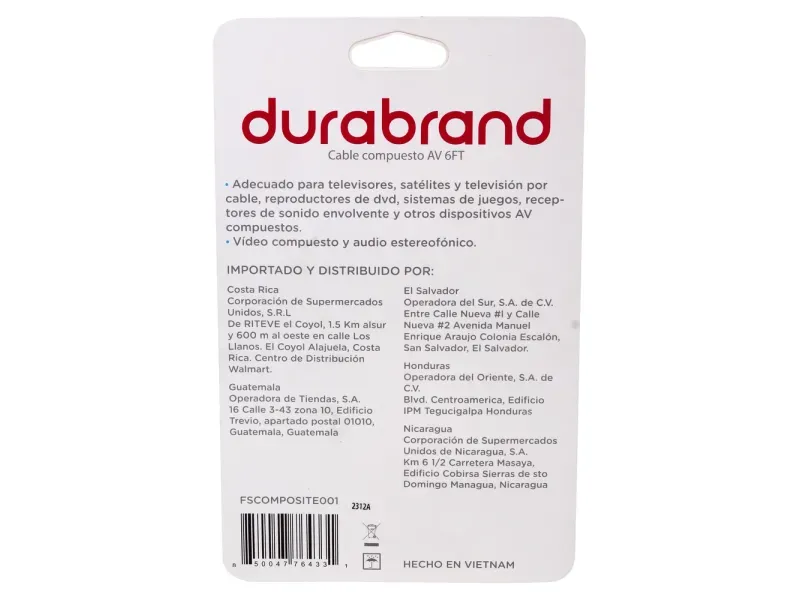 durabrand
Cable compuesto AV 6FT
• Adecuado para televisores, satélites y televisión por
cable, reproductores de dvd, sistemas de juegos, recep-
tores de sonido envolvente y otros dispositivos AV
compuestos.
• Vídeo compuesto y audio estereofónico.
IMPORTADO Y DISTRIBUIDO POR:
Costa Rica
Corporación de Supermercados
Unidos, S.R.L
De RITEVE el Coyol, 1.5 Km alsur
y 600 m al oeste en calle Los
Llanos. El Coyol Alajuela, Costa
Rica. Centro de Distribución
Walmart.
Guatemala
Operadora de Tiendas, S.A.
16 Calle 3-43 zona 10, Edificio
Trevio, apartado postal 01010,
Guatemala, Guatemala
El Salvador
Operadora del Sur, S.A. de C.V.
Entre Calle Nueva #1 y Calle
Nueva #2 Avenida Manuel
Enrique Araujo Colonia Escalón,
San Salvador, El Salvador.
Honduras
Operadora del Oriente, S.A. de
C.V.
Blvd. Centroamerica, Edificio
IPM Tegucigalpa Honduras
Nicaragua
Corporación de Supermercados
Unidos de Nicaragua, S.A.
Km 6 1/2 Carretera Masaya,
Edificio Cobirsa Sierras de sto
Domingo Managua, Nicaragua
FSCOMPOSITE001
2312A
8 50047 76433 1
HECHO EN VIETNAM